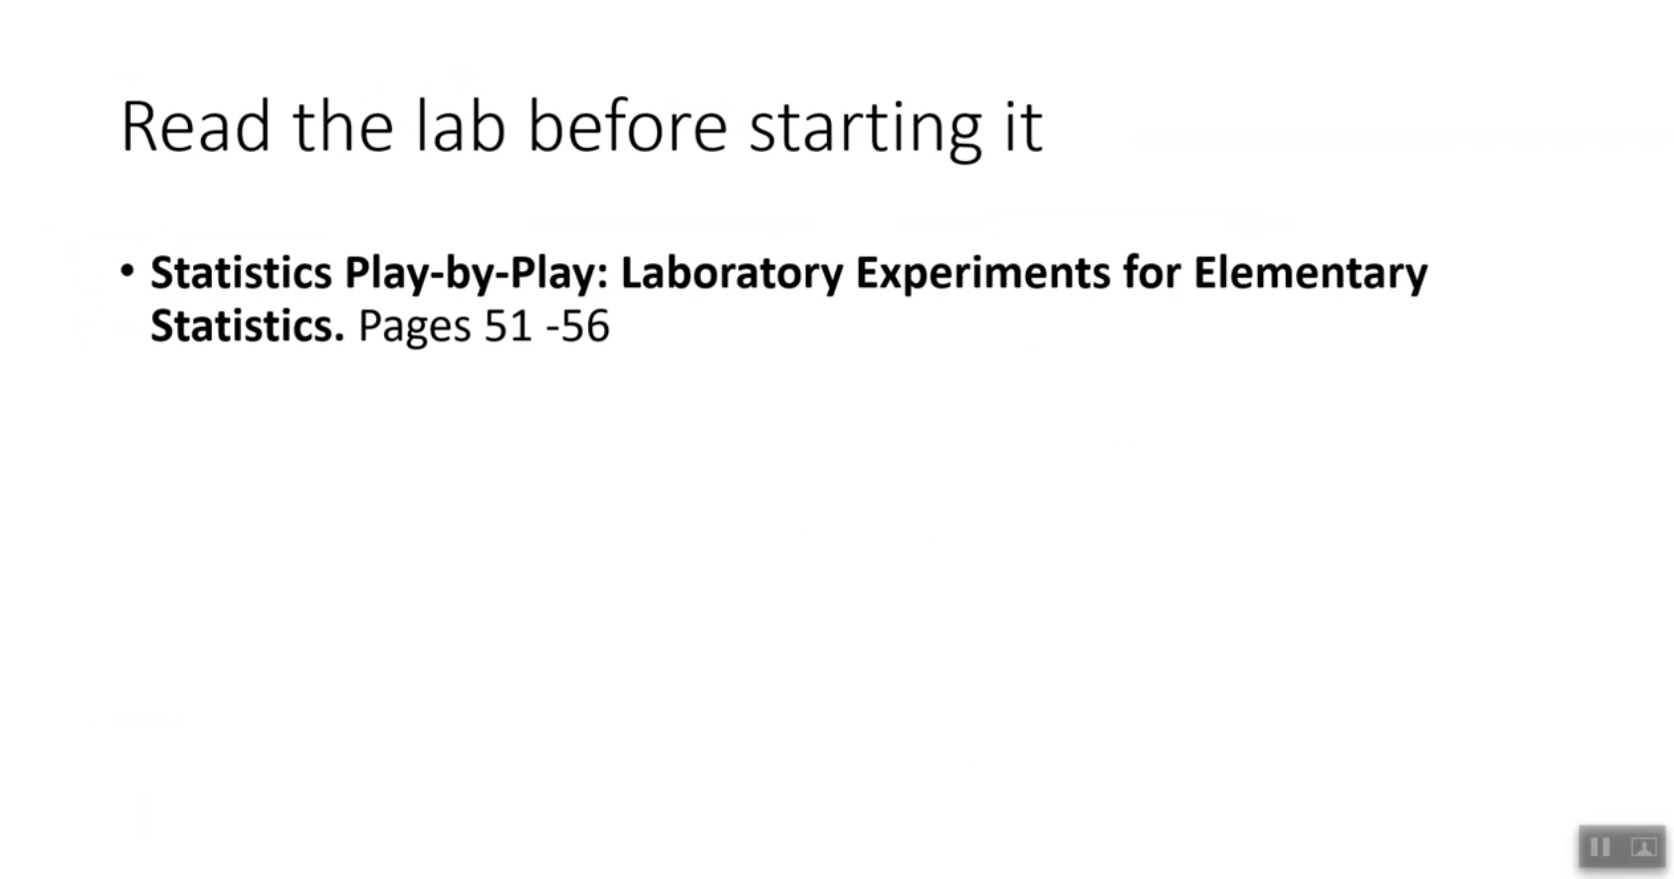 Read the lab before starting it
• Statistics Play-by-Play: Laboratory Experiments for Elementary
Statistics. Pages 51 -56